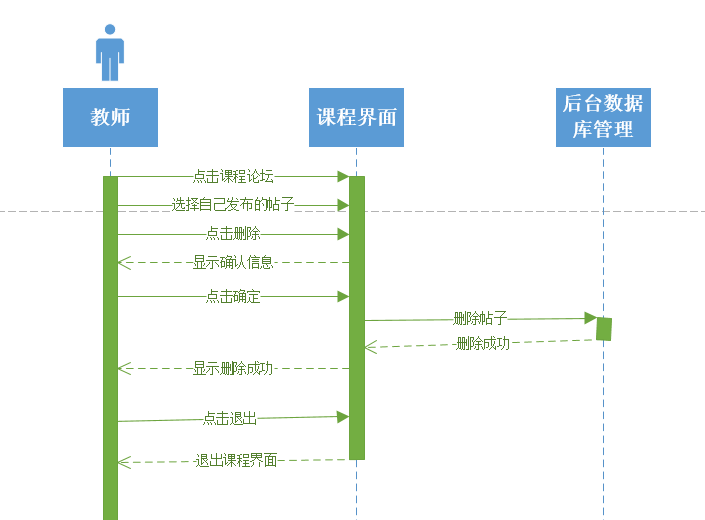 教师
课程界面
后台数据
库管理
点击课程论坛
选择自己发布的帖子
点击删除
显示确认信息
点击确定
删除帖子
删除成功
显示删除成功
点击退出
退出课程界面